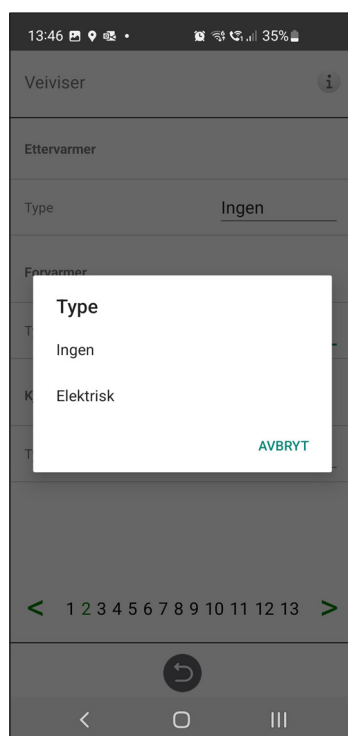 13:46 35%
Veiviser i
Ettervarmer
Type Ingen
Forvarmer
T
Type
Ingen
K Elektrisk
T AVBRYT
< 1 2 3 4 5 6 7 8 9 10 11 12 13 >